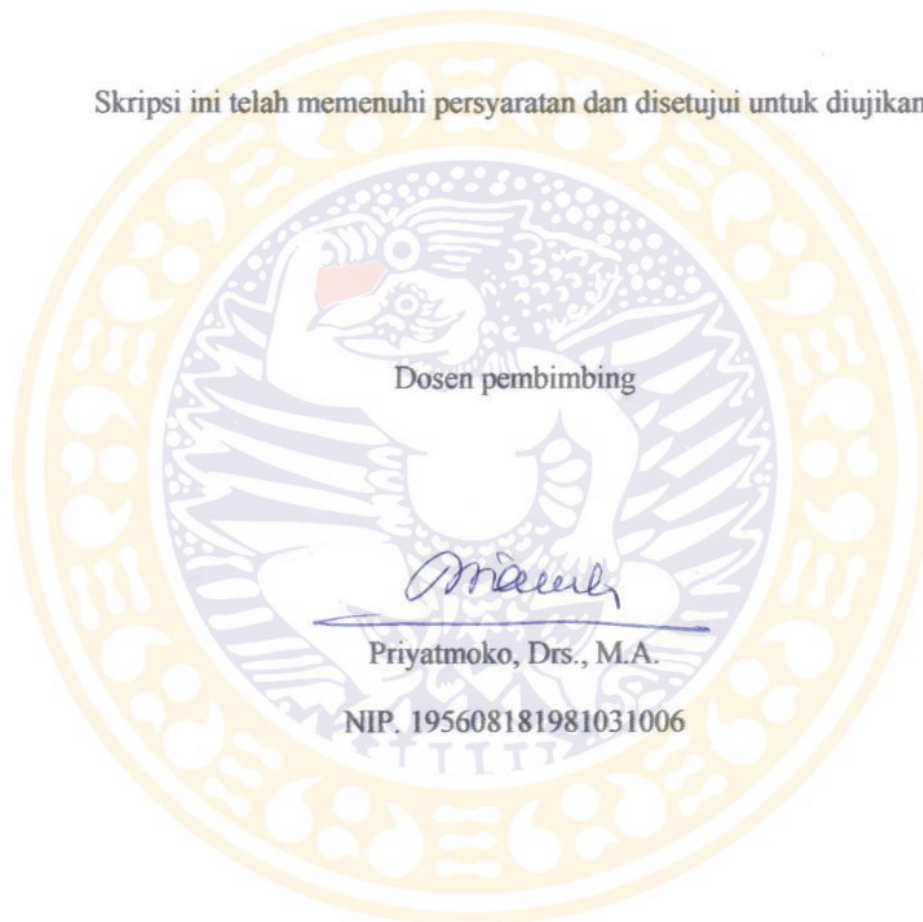 Skripsi ini telah memenuhi persyaratan dan disetujui untuk diujikan
Dosen pembimbing
Priyatmoko, Drs., M.A.
NIP. 195608181981031006